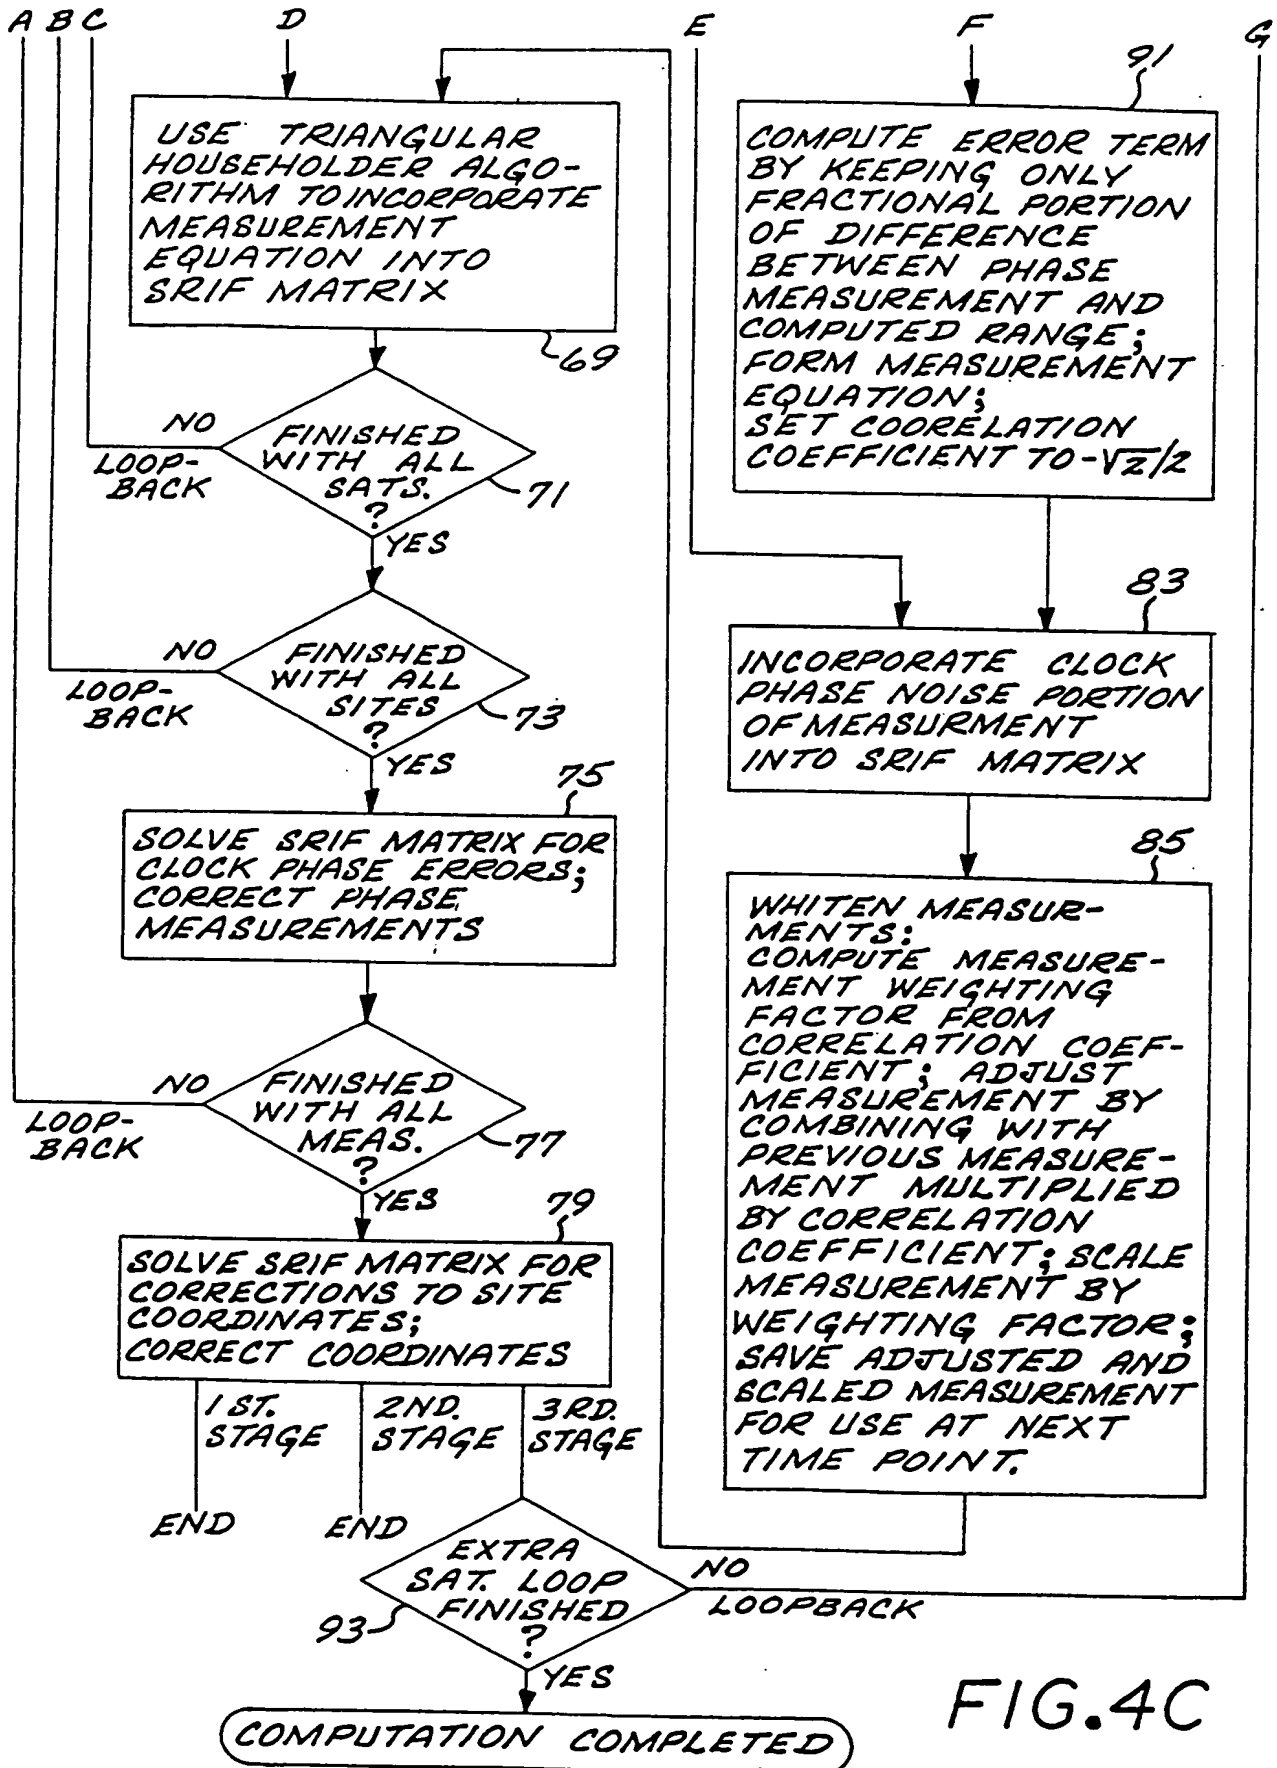 A B C D E F G
USE TRIANGULAR
HOUSEHOLDER ALGO-
RITHM TO INCORPORATE
MEASUREMENT
EQUATION INTO
SRIF MATRIX
69
FINISHED
WITH ALL
SATS.
?
71
NO
LOOP-
BACK
YES
FINISHED
WITH ALL
SITES
?
73
NO
LOOP-
BACK
YES
75
SOLVE SRIF MATRIX FOR
CLOCK PHASE ERRORS;
CORRECT PHASE
MEASUREMENTS
FINISHED
WITH ALL
MEAS.
?
77
NO
LOOP-
BACK
YES
79
SOLVE SRIF MATRIX FOR
CORRECTIONS TO SITE
COORDINATES;
CORRECT COORDINATES
1 ST.
STAGE
2ND.
STAGE
3RD.
STAGE
END
END
EXTRA
SAT. LOOP
FINISHED
?
93
NO
LOOPBACK
YES
COMPUTATION COMPLETED
91
COMPUTE ERROR TERM
BY KEEPING ONLY
FRACTIONAL PORTION
OF DIFFERENCE
BETWEEN PHASE
MEASUREMENT AND
COMPUTED RANGE;
FORM MEASUREMENT
EQUATION;
SET COORELATION
COEFFICIENT TO -√2/2
83
INCORPORATE CLOCK
PHASE NOISE PORTION
OF MEASURMENT
INTO SRIF MATRIX
85
WHITEN MEASUR-
MENTS:
COMPUTE MEASURE-
MENT WEIGHTING
FACTOR FROM
CORRELATION COEF-
FICIENT; ADJUST
MEASUREMENT BY
COMBINING WITH
PREVIOUS MEASURE-
MENT MULTIPLIED
BY CORRELATION
COEFFICIENT; SCALE
MEASUREMENT BY
WEIGHTING FACTOR;
SAVE ADJUSTED AND
SCALED MEASUREMENT
FOR USE AT NEXT
TIME POINT.
FIG.4C